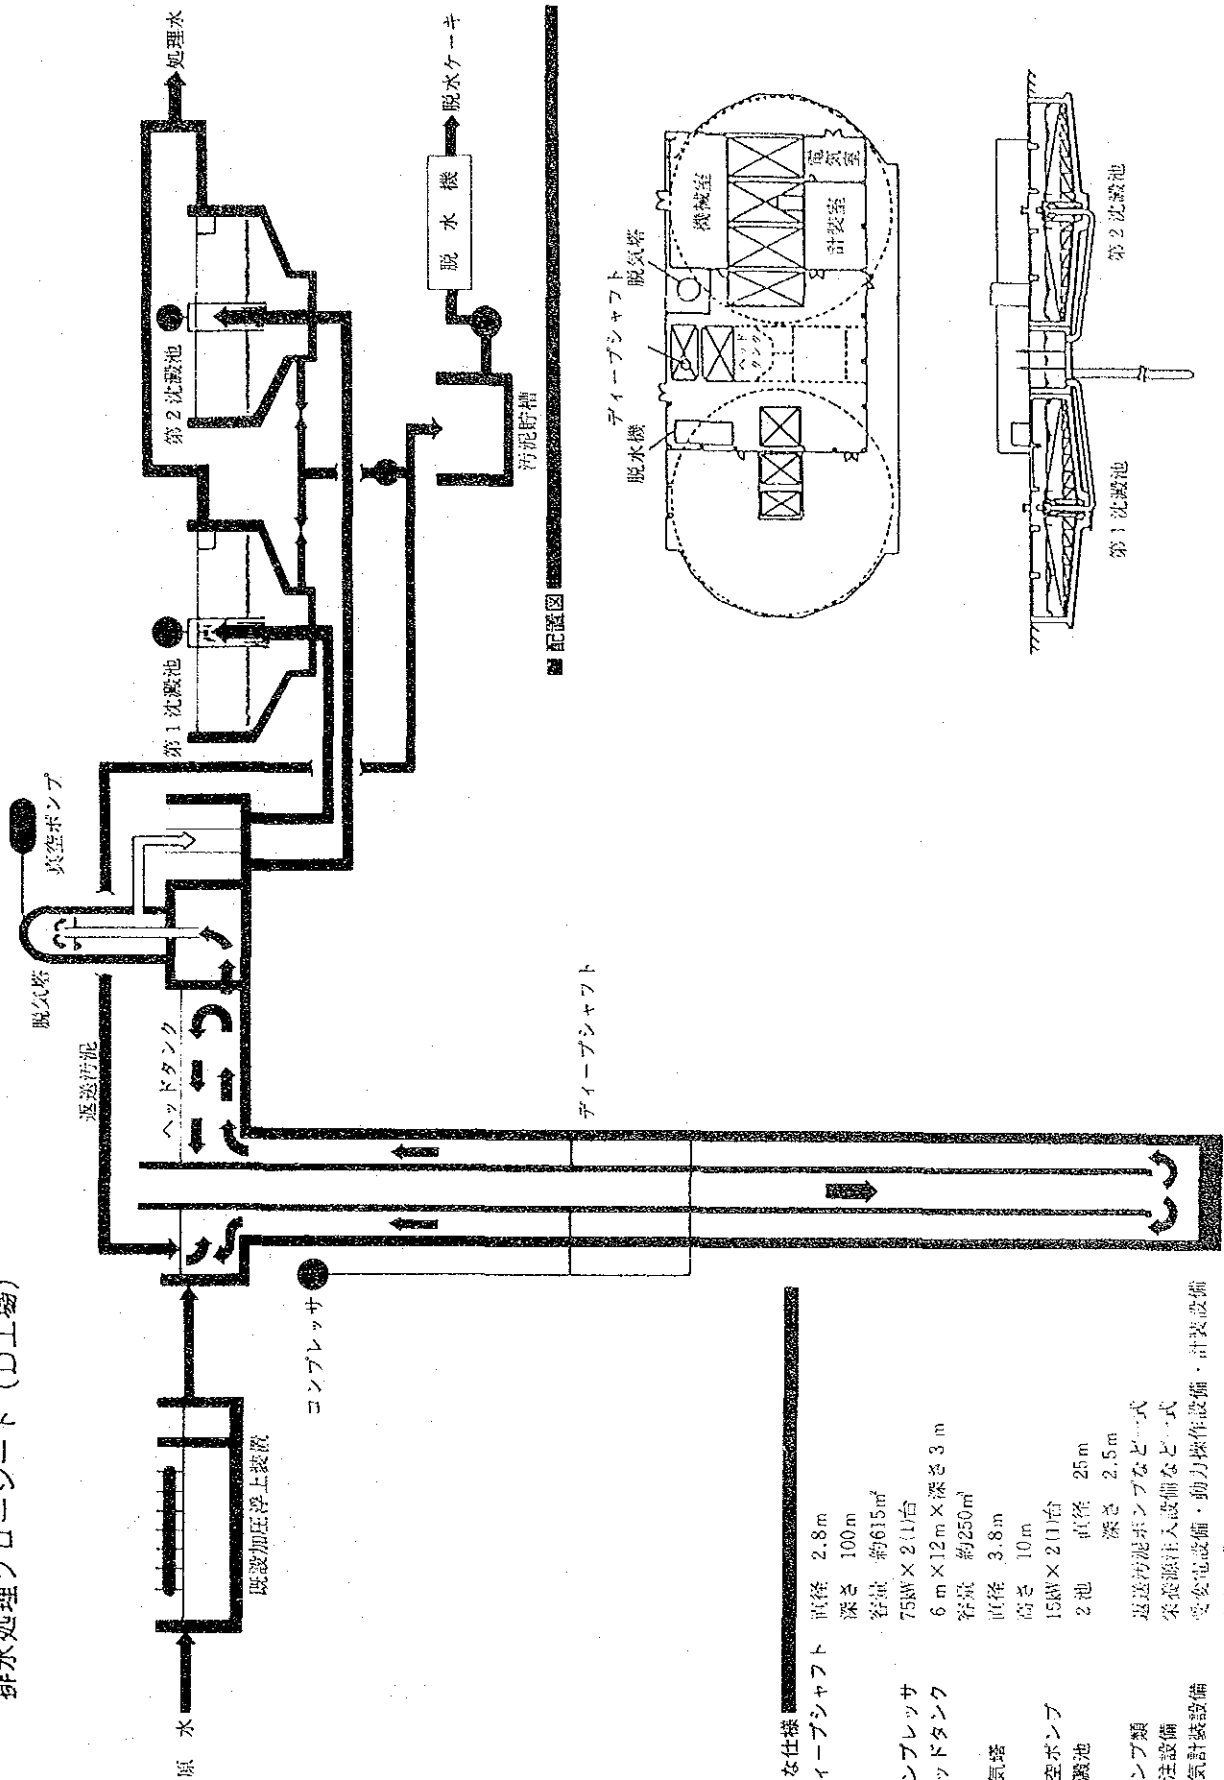 排水処理フローシート（D工場）
原水
既設加圧浮上装置
コンプレッサ
返送汚泥
ヘッドタンク
脱気塔
真空ポンプ
ディープシャフト
第1沈澱池
第2沈澱池
処理水
汚泥貯槽
脱水機
脱水ケーキ
な仕様
ィープシャフト 直径 2.8m
深さ 100m
容量 約615m³
ンプレッサ 75kW×2(1)台
ッドタンク 6m×12m×深さ3m
容量 約250m³
気塔 直径 3.8m
高さ 10m
空ポンプ 15kW×2(1)台
澱池 2池 直径 25m
深さ 2.5m
ンプ類 返送汚泥ポンプなど一式
注設備 栄養源注入設備など一式
気計装設備 受変電設備・動力操作設備・計装設備
配置図
ディープシャフト
脱水機
脱気塔
ヘッドタンク
機械室
電気室
計装室
第1沈澱池
第2沈澱池